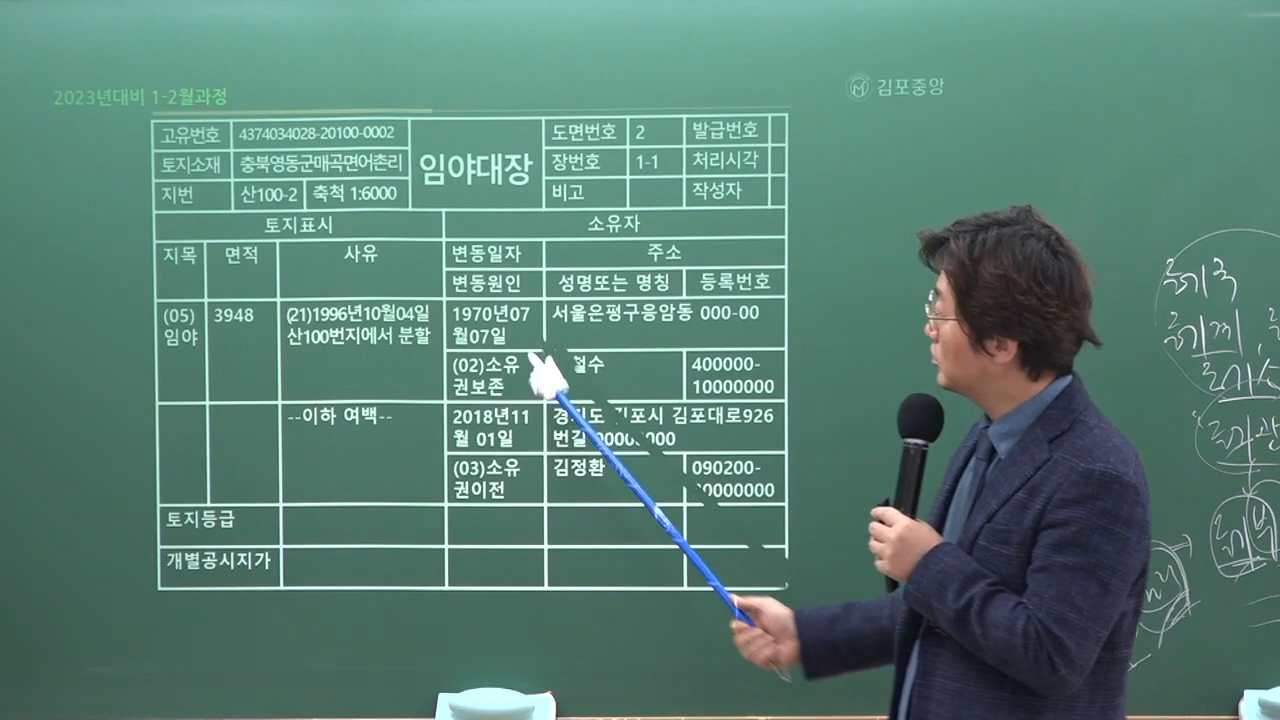 2023년대비 1-2월과정
김포중앙
고유번호 4374034028-20100-0002 임야대장 도면번호 2 발급번호
토지소재 충북영동군매곡면어촌리 장번호 1-1 처리시각
지번 산100-2 축척 1:6000 비고 작성자
토지표시 소유자
지목 면적 사유 변동일자 주소
변동원인 성명또는 명칭 등록번호
(05) 3948 (21)1996년10월04일 1970년07 서울은평구응암동 000-00
임야 산100번지에서 분할 월07일
(02)소유 철수 400000-
권보존 10000000
--이하 여백-- 2018년11 경기도 김포시 김포대로926
월 01일 번길
(03)소유 김정환 090200-
권이전
토지등급
개별공시지가